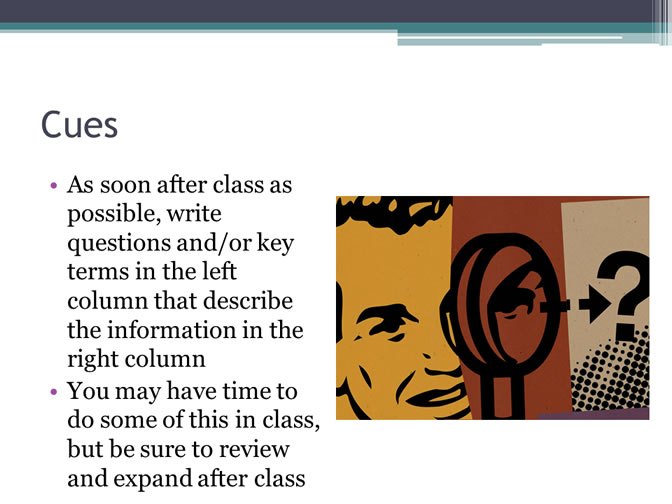 Cues
• As soon after class as
possible, write
questions and/or key
terms in the left
column that describe
the information in the
right column
• You may have time to
do some of this in class,
but be sure to review
and expand after class
?